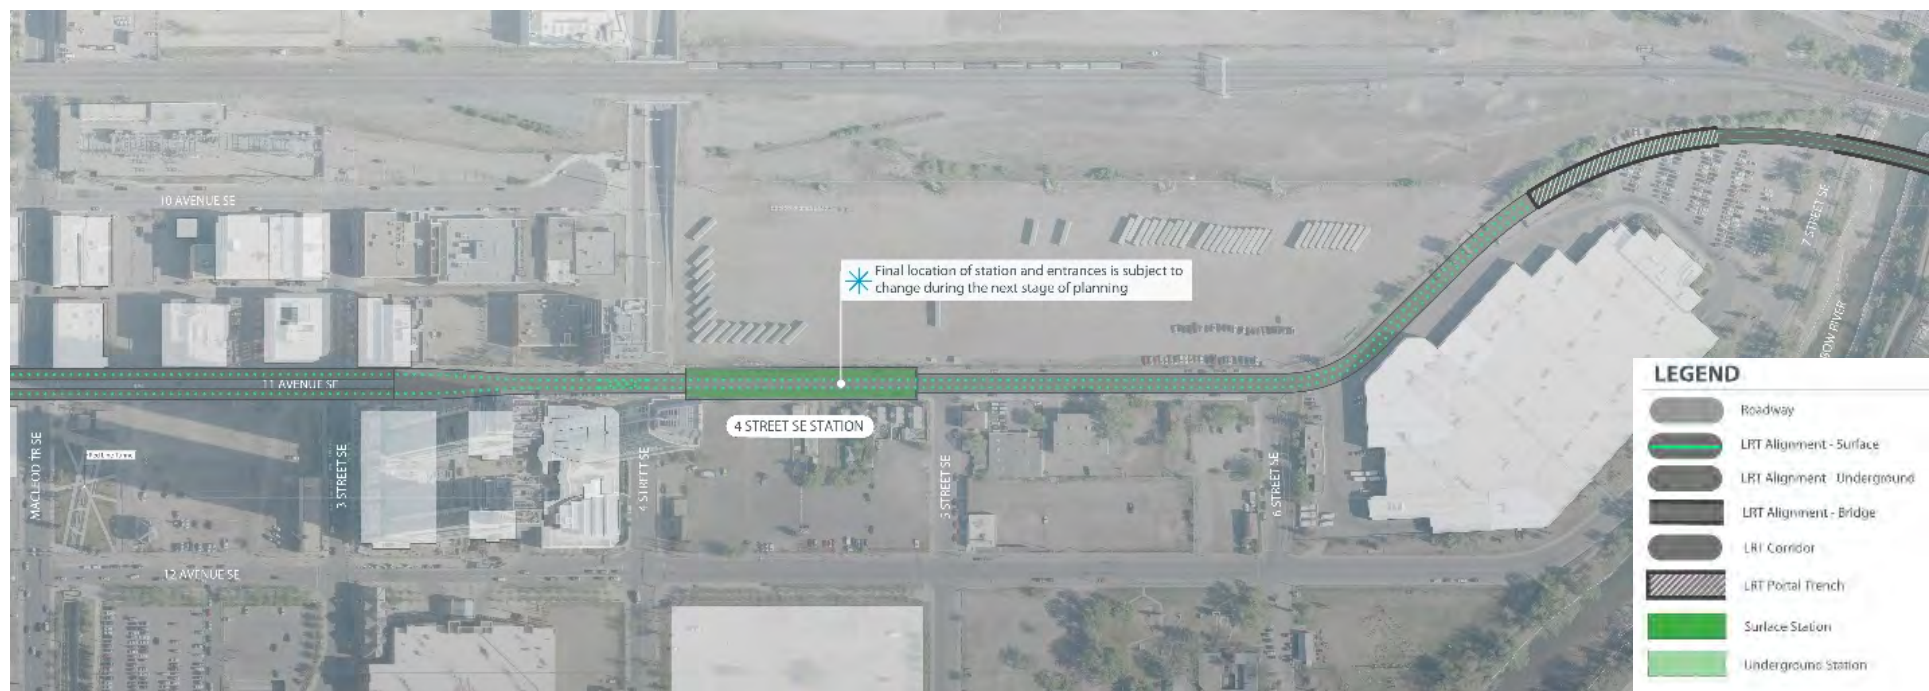 10 AVENUE SE
Final location of station and entrances is subject to
change during the next stage of planning
11 AVENUE SE
4 STREET SE STATION
MACLEOD TR SE
3 STREET SE
4 STREET SE
5 STREET SE
6 STREET SE
7 STREET SE
BOW RIVER
12 AVENUE SE
LEGEND
Roadway
LRT Alignment - Surface
LRT Alignment - Underground
LRT Alignment - Bridge
LRT Corridor
LRT Portal Trench
Surface Station
Underground Station